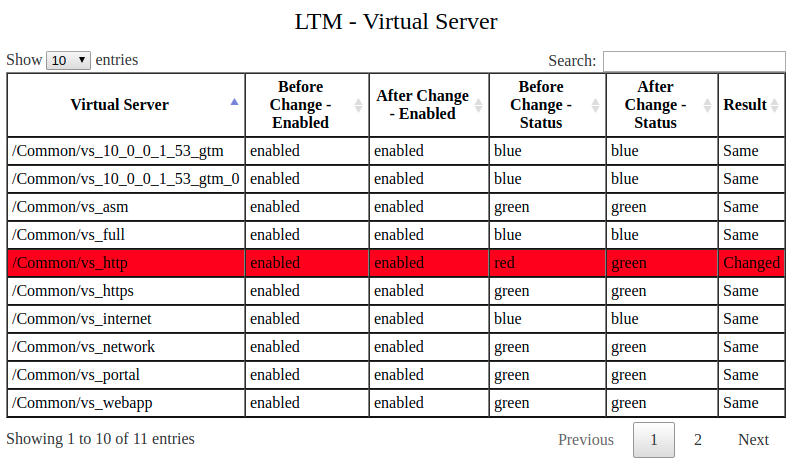 LTM - Virtual Server
Show 10 entries Search:
Virtual Server Before Change - Enabled After Change - Enabled Before Change - Status After Change - Status Result
/Common/vs_10_0_0_1_53_gtm enabled enabled blue blue Same
/Common/vs_10_0_0_1_53_gtm_0 enabled enabled blue blue Same
/Common/vs_asm enabled enabled green green Same
/Common/vs_full enabled enabled blue blue Same
/Common/vs_http enabled enabled red green Changed
/Common/vs_https enabled enabled green green Same
/Common/vs_internet enabled enabled blue blue Same
/Common/vs_network enabled enabled green green Same
/Common/vs_portal enabled enabled green green Same
/Common/vs_webapp enabled enabled green green Same
Showing 1 to 10 of 11 entries Previous 1 2 Next